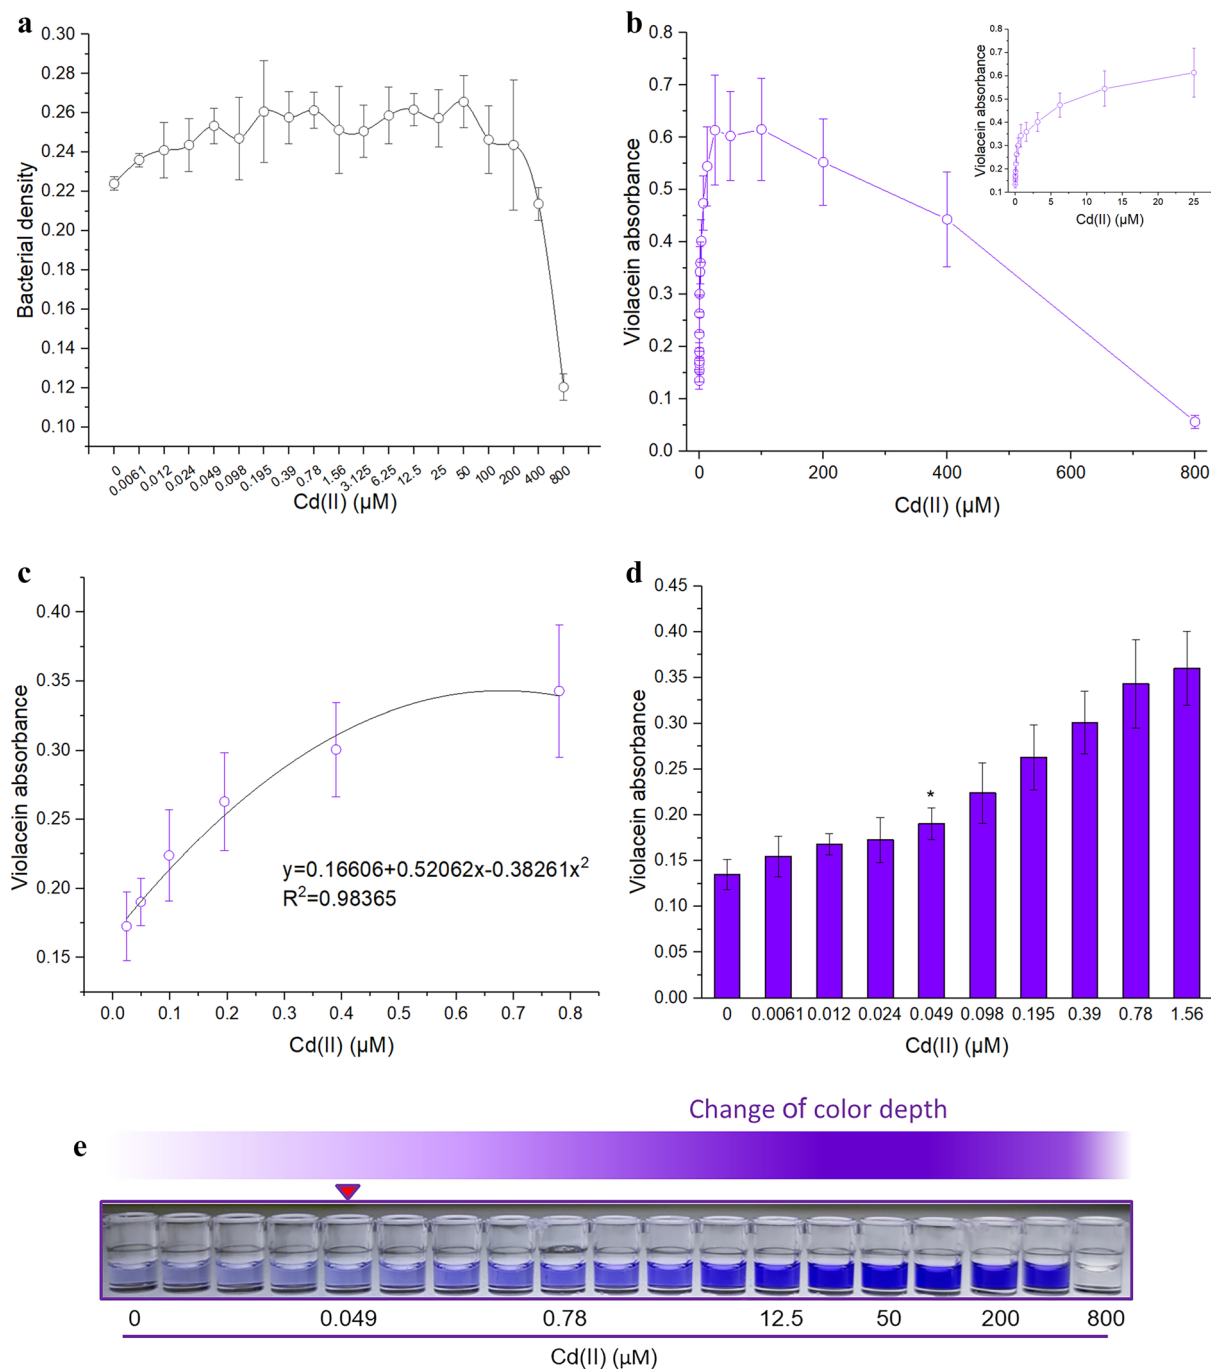 a
0.30
0.28
0.26
0.24
0.22
0.20
0.18
0.16
0.14
0.12
0.10
Bacterial density
0
0.0061
0.012
0.024
0.049
0.098
0.195
0.39
0.78
1.56
3.125
6.25
12.5
25
50
100
200
400
800
Cd(II) (µM)
b
0.8
0.7
0.6
0.5
0.4
0.3
0.2
0.1
0.0
Violacein absorbance
0 200 400 600 800
Cd(II) (µM)
0.8
0.7
0.6
0.5
0.4
0.3
0.2
0.1
Violacein absorbance
0 5 10 15 20 25
Cd(II) (µM)
c
0.40
0.35
0.30
0.25
0.20
0.15
Violacein absorbance
y=0.16606+0.52062x-0.38261x²
R²=0.98365
0.0 0.1 0.2 0.3 0.4 0.5 0.6 0.7 0.8
Cd(II) (µM)
d
0.45
0.40
0.35
0.30
0.25
0.20
0.15
0.10
0.05
0.00
Violacein absorbance
*
0 0.0061 0.012 0.024 0.049 0.098 0.195 0.39 0.78 1.56
Cd(II) (µM)
Change of color depth
e
0 0.049 0.78 12.5 50 200 800
Cd(II) (µM)